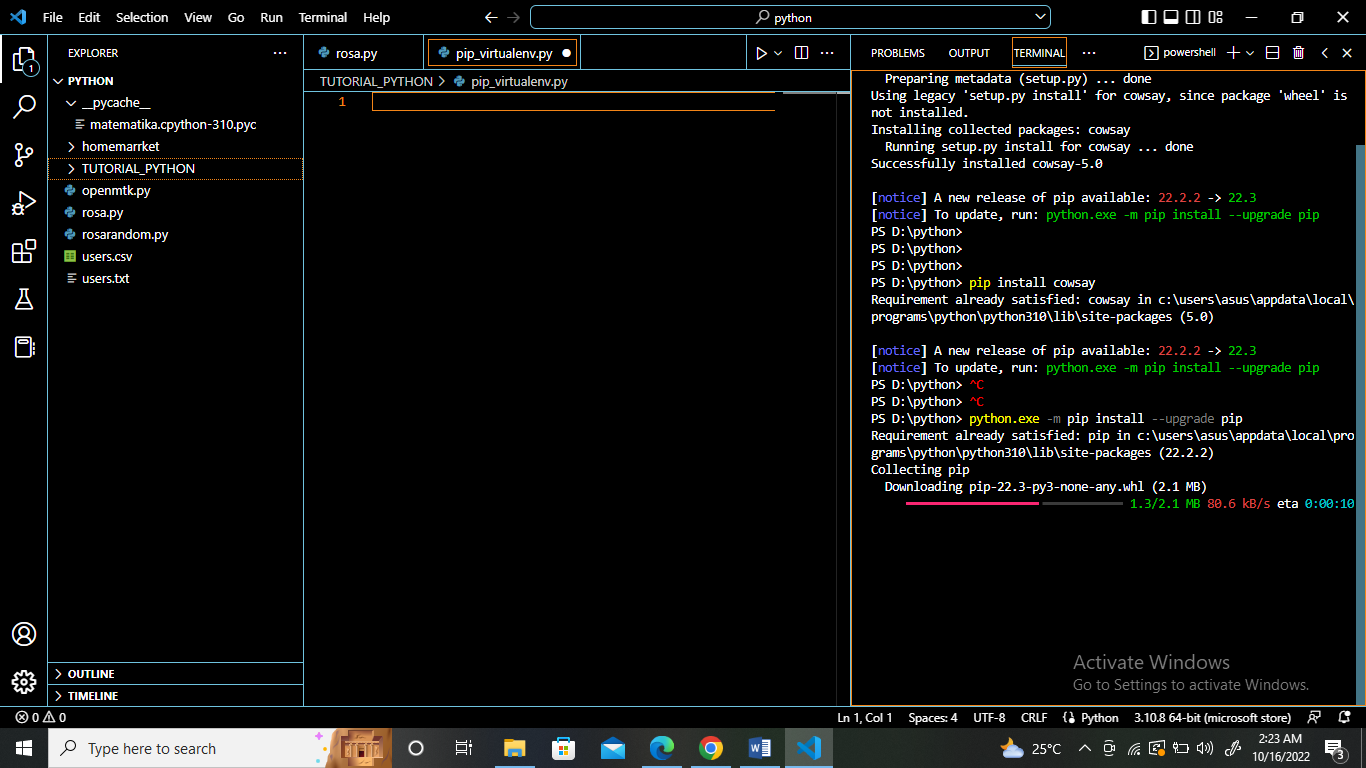 File Edit Selection View Go Run Terminal Help
python
EXPLORER
PYTHON
__pycache__
matematika.cpython-310.pyc
homemarrket
TUTORIAL_PYTHON
openmtk.py
rosa.py
rosarandom.py
users.csv
users.txt
OUTLINE
TIMELINE
1
rosa.py
pip_virtualenv.py
TUTORIAL_PYTHON > pip_virtualenv.py
1
PROBLEMS OUTPUT TERMINAL
powershell
Preparing metadata (setup.py) ... done
Using legacy 'setup.py install' for cowsay, since package 'wheel' is
not installed.
Installing collected packages: cowsay
Running setup.py install for cowsay ... done
Successfully installed cowsay-5.0
[notice] A new release of pip available: 22.2.2 -> 22.3
[notice] To update, run: python.exe -m pip install --upgrade pip
PS D:\python>
PS D:\python>
PS D:\python>
PS D:\python> pip install cowsay
Requirement already satisfied: cowsay in c:\users\asus\appdata\local\
programs\python\python310\lib\site-packages (5.0)
[notice] A new release of pip available: 22.2.2 -> 22.3
[notice] To update, run: python.exe -m pip install --upgrade pip
PS D:\python> ^C
PS D:\python> ^C
PS D:\python> python.exe -m pip install --upgrade pip
Requirement already satisfied: pip in c:\users\asus\appdata\local\pro
grams\python\python310\lib\site-packages (22.2.2)
Collecting pip
Downloading pip-22.3-py3-none-any.whl (2.1 MB)
1.3/2.1 MB 80.6 kB/s eta 0:00:10
Activate Windows
Go to Settings to activate Windows.
0 0
Ln 1, Col 1 Spaces: 4 UTF-8 CRLF Python 3.10.8 64-bit (microsoft store)
Type here to search
25°C
2:23 AM
10/16/2022
3